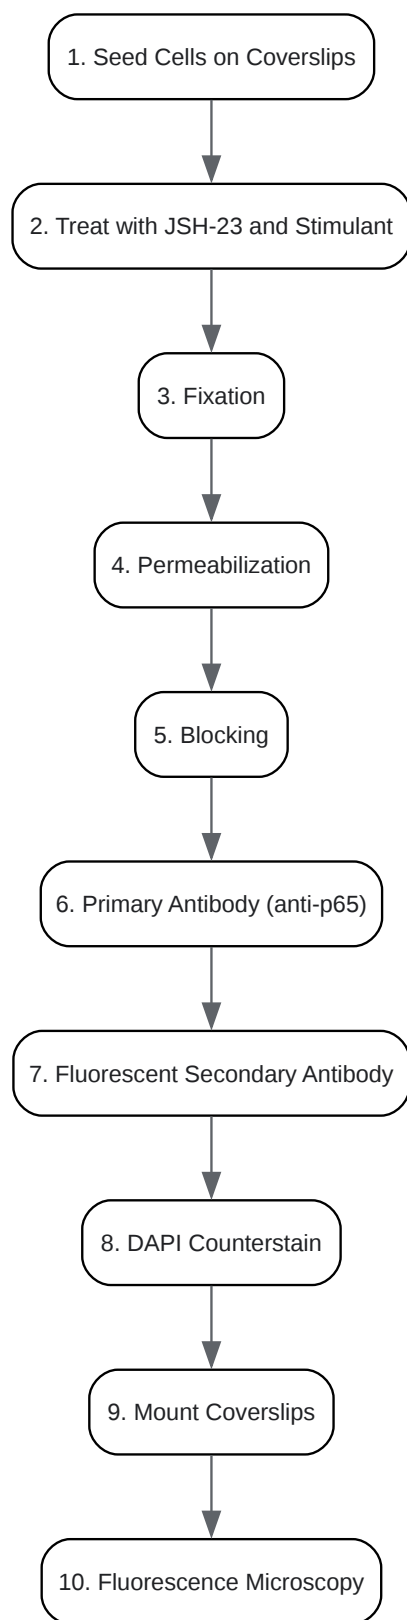 1. Seed Cells on Coverslips
2. Treat with JSH-23 and Stimulant
3. Fixation
4. Permeabilization
5. Blocking
6. Primary Antibody (anti-p65)
7. Fluorescent Secondary Antibody
8. DAPI Counterstain
9. Mount Coverslips
10. Fluorescence Microscopy